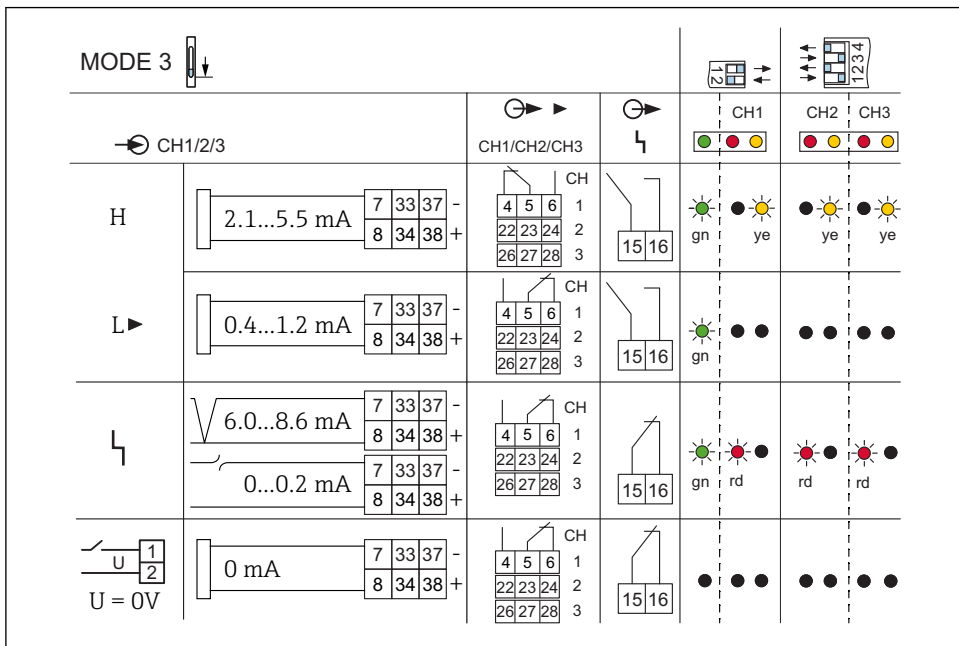 MODE 3
1 2
1 2 3 4
CH1/2/3
CH1/CH2/CH3
CH1
CH2 CH3
H
2.1...5.5 mA
7 33 37 -
8 34 38 +
CH
4 5 6 1
22 23 24 2
26 27 28 3
15 16
gn ye ye ye
L
0.4...1.2 mA
7 33 37 -
8 34 38 +
CH
4 5 6 1
22 23 24 2
26 27 28 3
15 16
gn
6.0...8.6 mA
7 33 37 -
8 34 38 +
0...0.2 mA
7 33 37 -
8 34 38 +
CH
4 5 6 1
22 23 24 2
26 27 28 3
15 16
gn rd rd rd
U
1
2
U = 0V
0 mA
7 33 37 -
8 34 38 +
CH
4 5 6 1
22 23 24 2
26 27 28 3
15 16